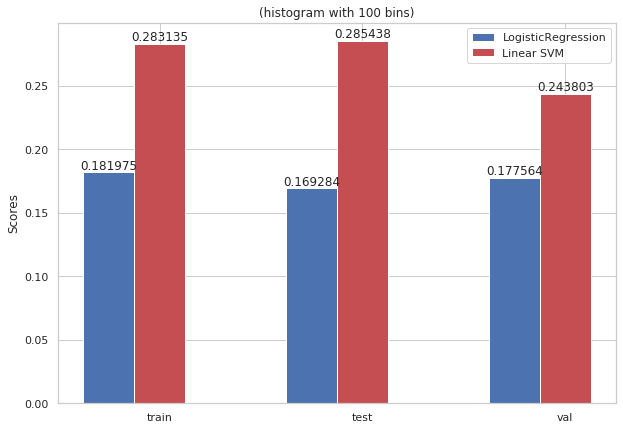 (histogram with 100 bins)
LogisticRegression
Linear SVM
Scores
0.25
0.20
0.15
0.10
0.05
0.00
0.181975
0.283135
0.169284
0.285438
0.177564
0.243803
train
test
val